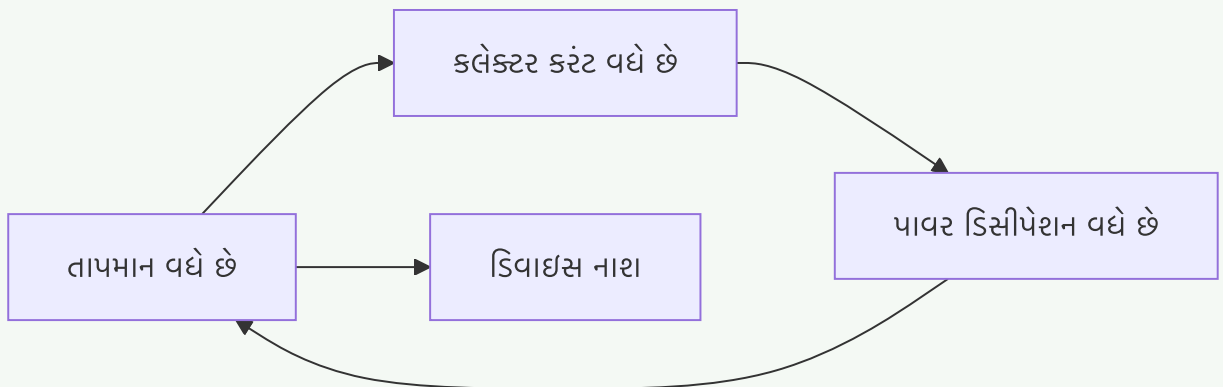 કલેક્ટર કરંટ વધે છે
પાવર ડિસીપેશન વધે છે
તાપમાન વધે છે
ડિવાઇસ નાશ